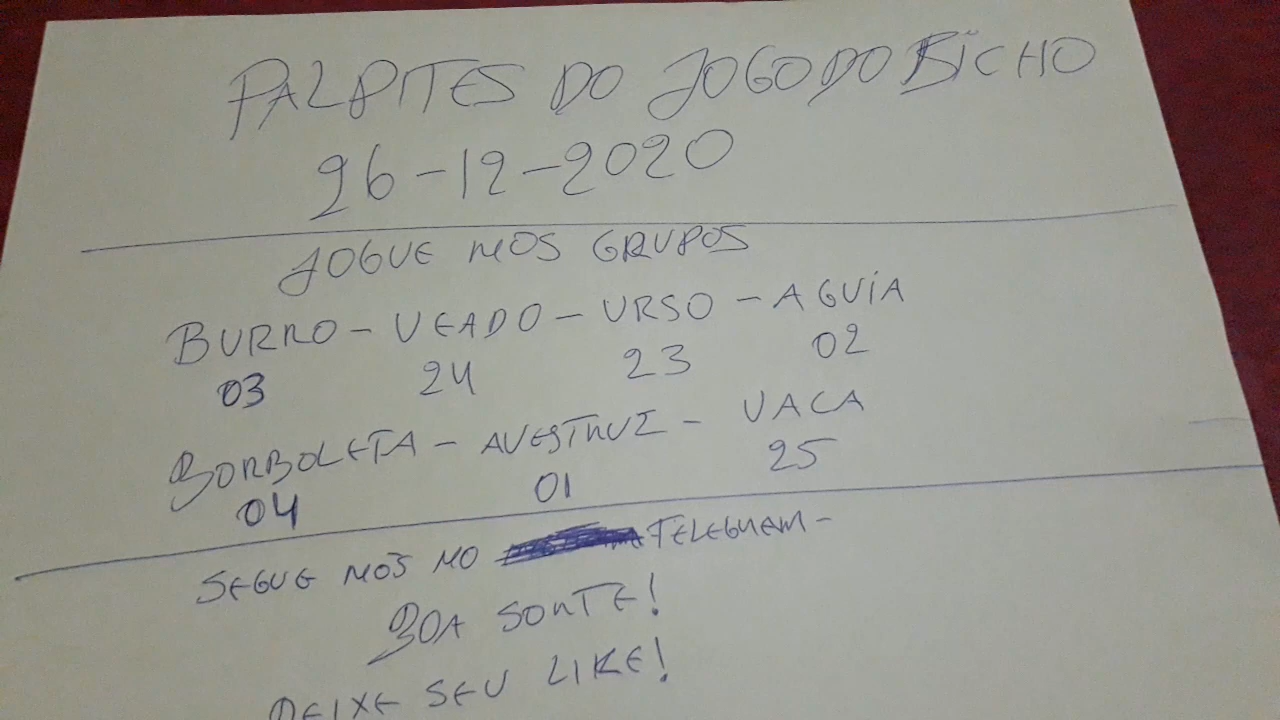 PALPITES DO JOGO DO BICHO
26-12-2020
JOGUE NOS GRUPOS
BURRO - VEADO - URSO - AGUIA
03 24 23 02
BORBOLETA - AVESTRUZ - VACA
04 01 25
SEGUE NOS NO TELEGRAM -
BOA SORTE!
DEIXE SEU LIKE!